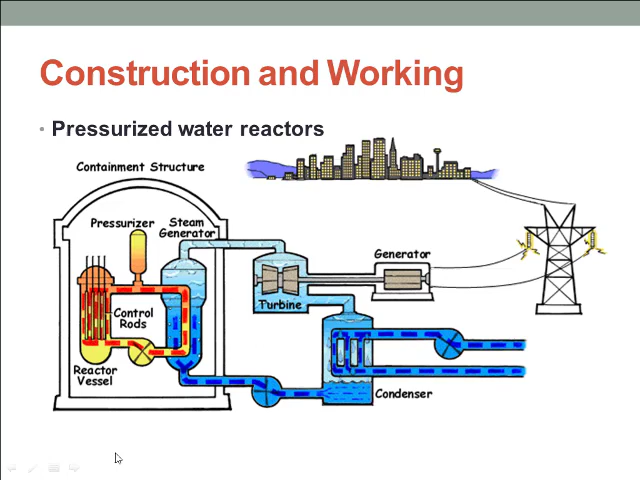 Construction and Working
• Pressurized water reactors
Containment Structure
Pressurizer
Steam
Generator
Generator
Turbine
Control
Rods
Reactor
Vessel
Condenser